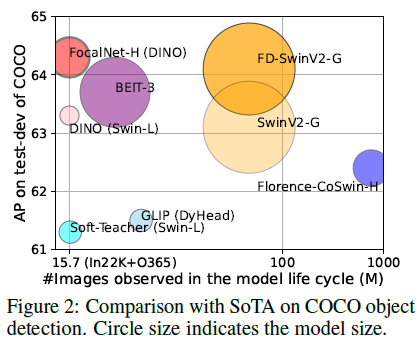 65
64
63
62
61
AP on test-dev of COCO
FocalNet-H (DINO)
FD-SwinV2-G
BEIT-3
DINO (Swin-L)
SwinV2-G
Florence-CoSwin-H
GLIP (DyHead)
Soft-Teacher (Swin-L)
15.7 (In22K+O365)
100
1000
#Images observed in the model life cycle (M)
Figure 2: Comparison with SoTA on COCO object
detection. Circle size indicates the model size.